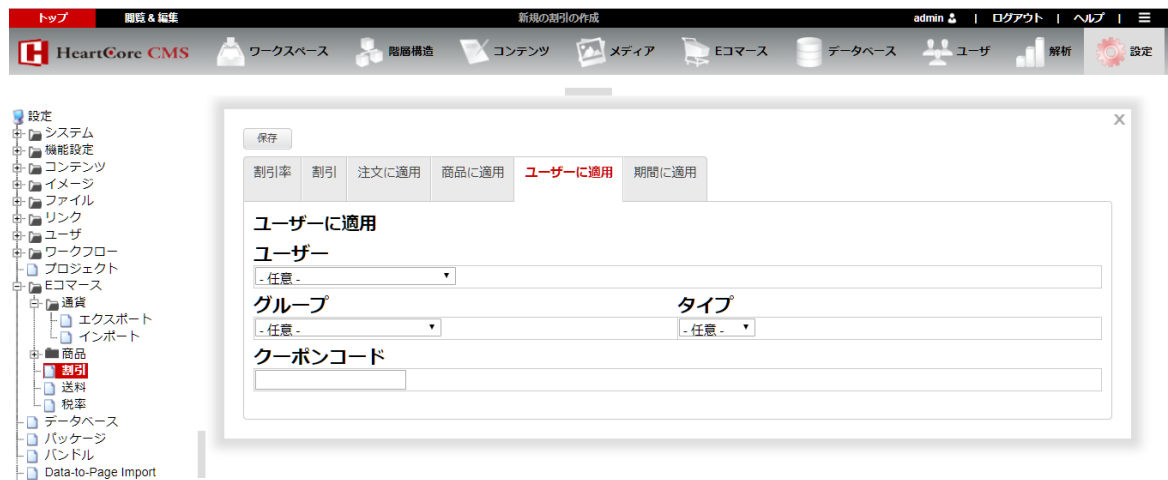 トップ 閲覧 & 編集 新規の割引の作成 admin | ログアウト | ヘルプ |
HeartCore CMS ワークスペース 階層構造 コンテンツ メディア Eコマース データベース ユーザ 解析 設定
設定
システム
機能設定
コンテンツ
イメージ
ファイル
リンク
ユーザ
ワークフロー
プロジェクト
Eコマース
通貨
エクスポート
インポート
商品
割引
送料
税率
データベース
パッケージ
バンドル
Data-to-Page Import
X
保存
割引率 割引 注文に適用 商品に適用 ユーザーに適用 期間に適用
ユーザーに適用
ユーザー
- 任意 -
グループ タイプ
- 任意 - - 任意 -
クーポンコード